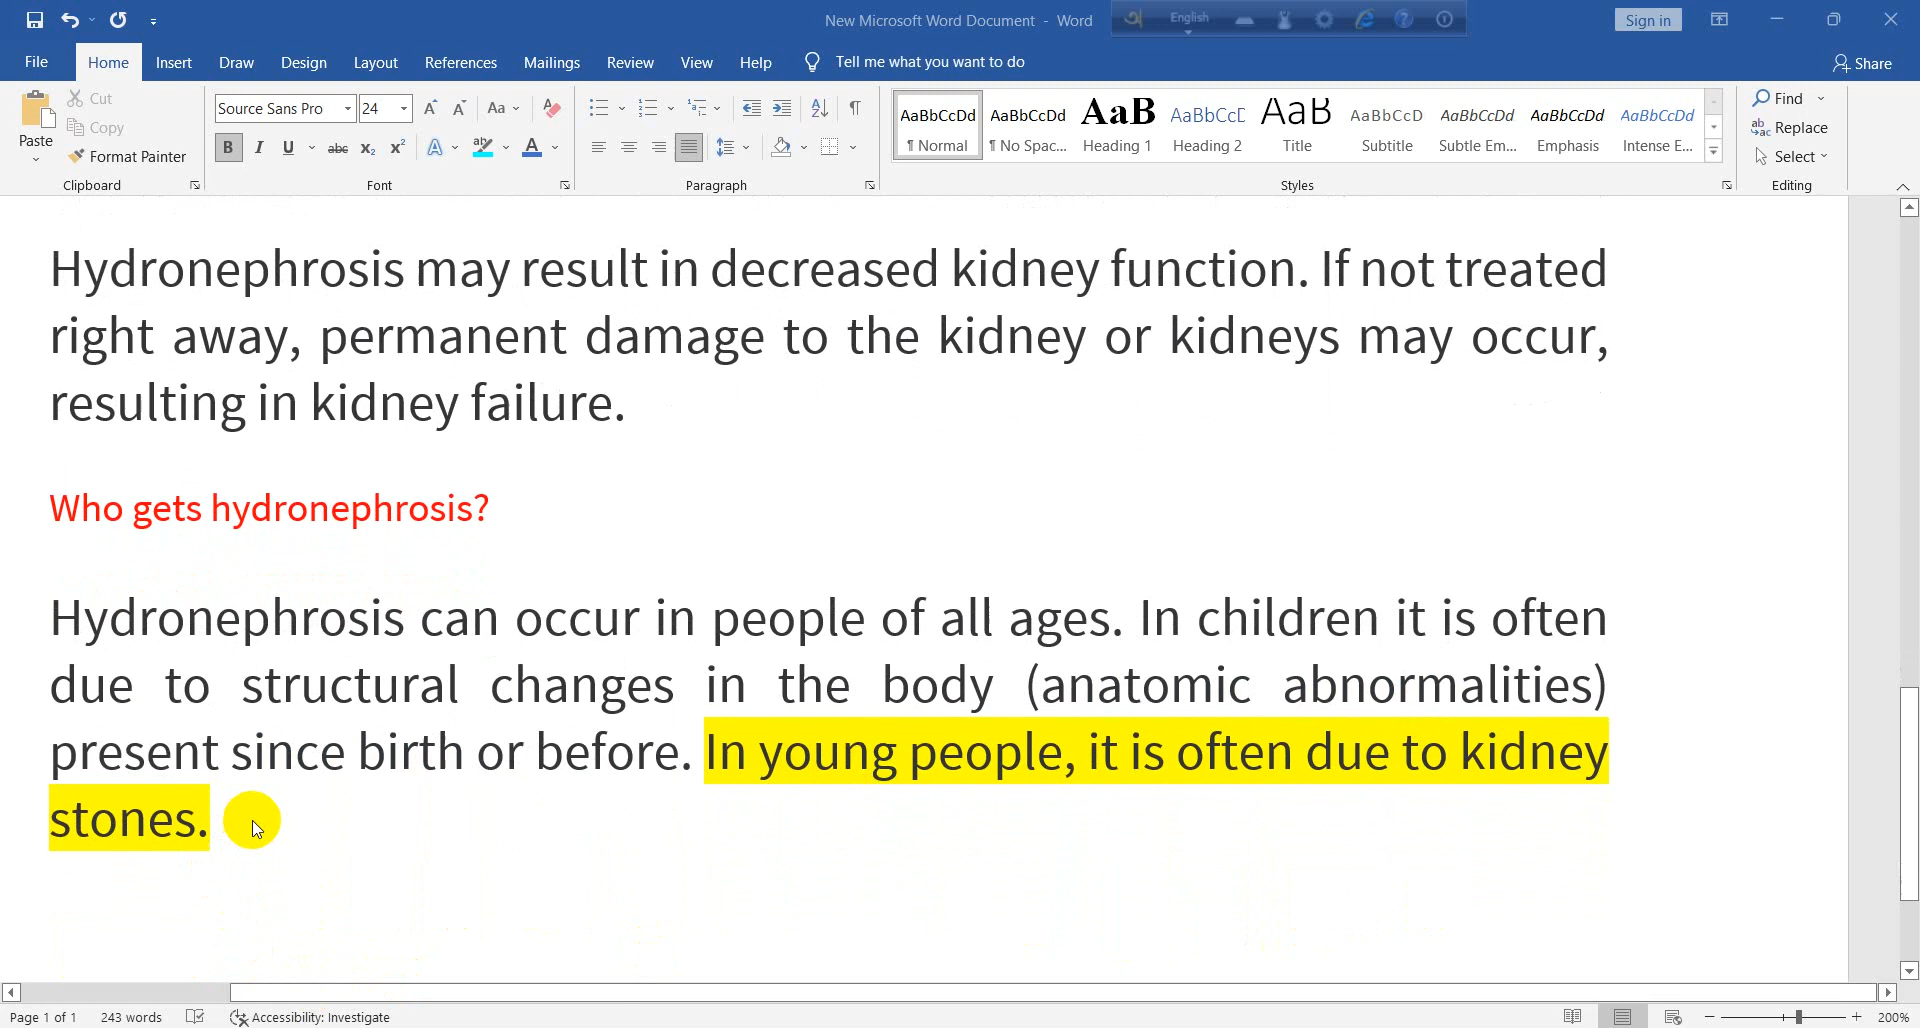 New Microsoft Word Document - Word
English
Sign in
File Home Insert Draw Design Layout References Mailings Review View Help Tell me what you want to do
Share
Paste
Cut
Copy
Format Painter
Clipboard
Source Sans Pro 24
Font
Paragraph
AaBbCcDd AaBbCcDd AaB AaBbCcC AaB AaBbCcD AaBbCcDd AaBbCcDd AaBbCcDd
¶ Normal ¶ No Spac... Heading 1 Heading 2 Title Subtitle Subtle Em... Emphasis Intense E...
Styles
Find
Replace
Select
Editing
Hydronephrosis may result in decreased kidney function. If not treated
right away, permanent damage to the kidney or kidneys may occur,
resulting in kidney failure.
Who gets hydronephrosis?
Hydronephrosis can occur in people of all ages. In children it is often
due to structural changes in the body (anatomic abnormalities)
present since birth or before. In young people, it is often due to kidney
stones.
Page 1 of 1 243 words Accessibility: Investigate
200%